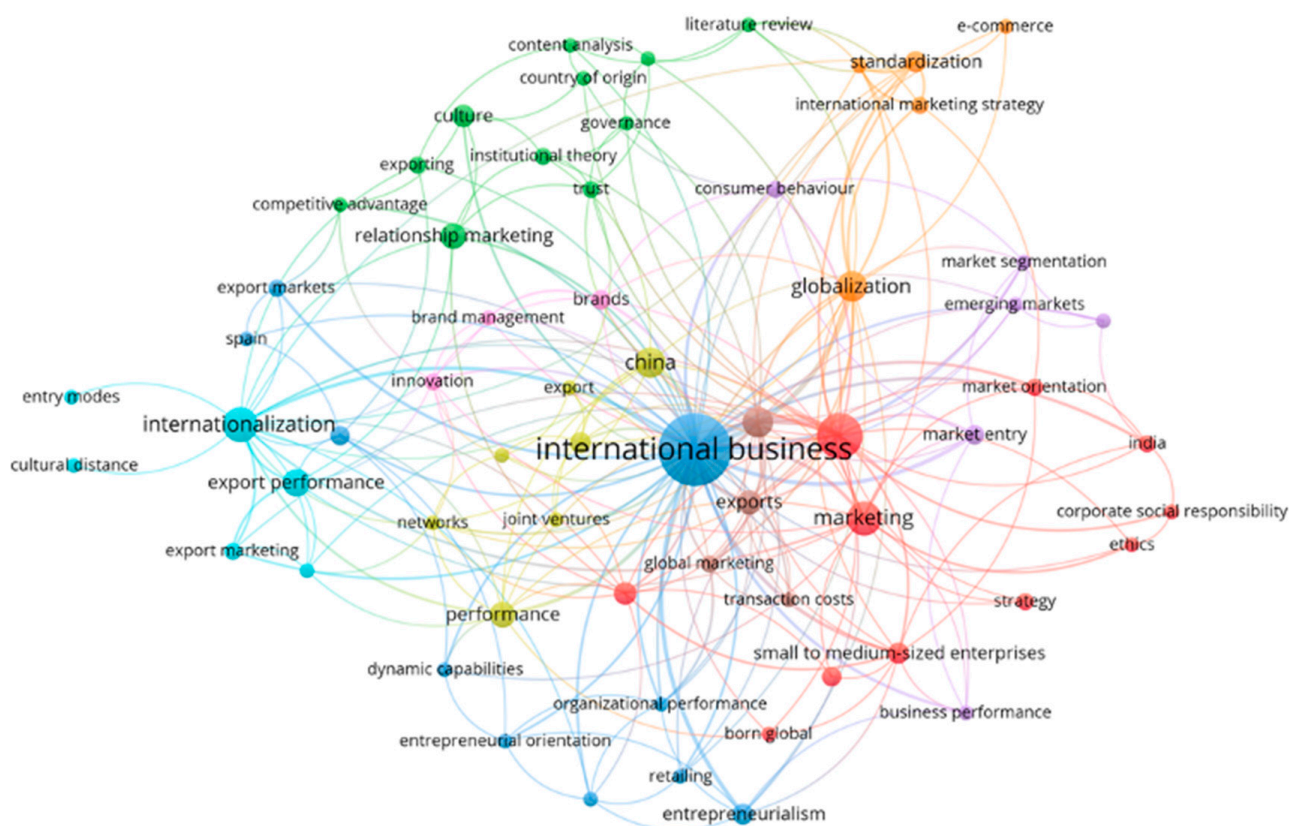 literature review
e-commerce
content analysis
standardization
country of origin
international marketing strategy
culture
governance
institutional theory
exporting
trust
consumer behaviour
competitive advantage
relationship marketing
market segmentation
export markets
globalization
brands
emerging markets
brand management
spain
china
innovation
export
market orientation
entry modes
internationalization
international business
market entry
india
cultural distance
export performance
exports
corporate social responsibility
networks
joint ventures
marketing
ethics
export marketing
global marketing
transaction costs
strategy
performance
small to medium-sized enterprises
dynamic capabilities
organizational performance
business performance
entrepreneurial orientation
born global
retailing
entrepreneurialism